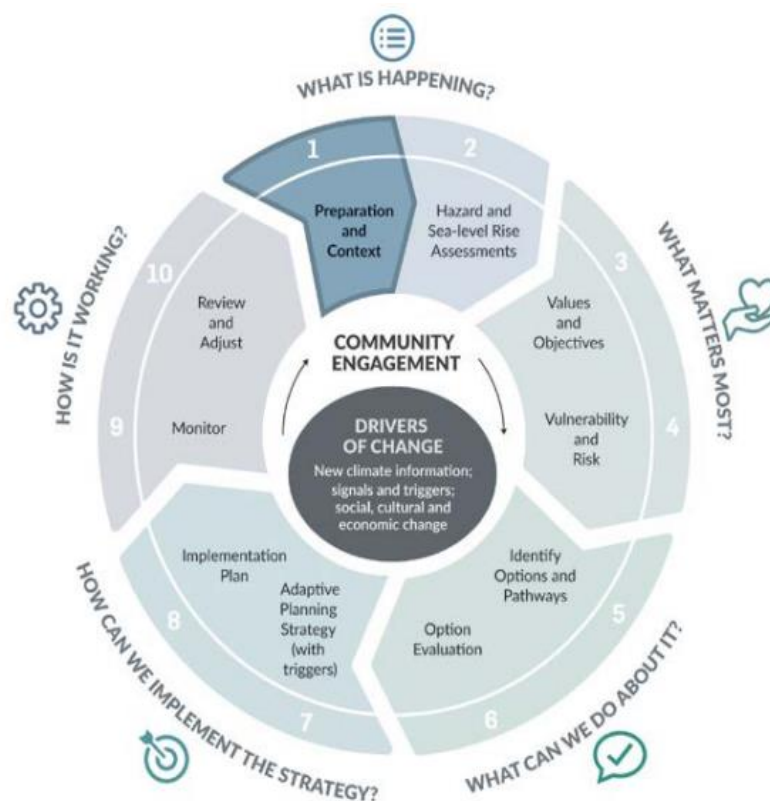 WHAT IS HAPPENING?
1
Preparation
and
Context
2
Hazard and
Sea-level Rise
Assessments
WHAT MATTERS MOST?
3
Values
and
Objectives
4
Vulnerability
and
Risk
WHAT CAN WE DO ABOUT IT?
5
Identify
Options and
Pathways
6
Option
Evaluation
HOW CAN WE IMPLEMENT THE STRATEGY?
7
Adaptive
Planning
Strategy
(with
triggers)
8
Implementation
Plan
HOW IS IT WORKING?
9
Monitor
10
Review
and
Adjust
COMMUNITY
ENGAGEMENT
DRIVERS
OF CHANGE
New climate information;
signals and triggers;
social, cultural and
economic change